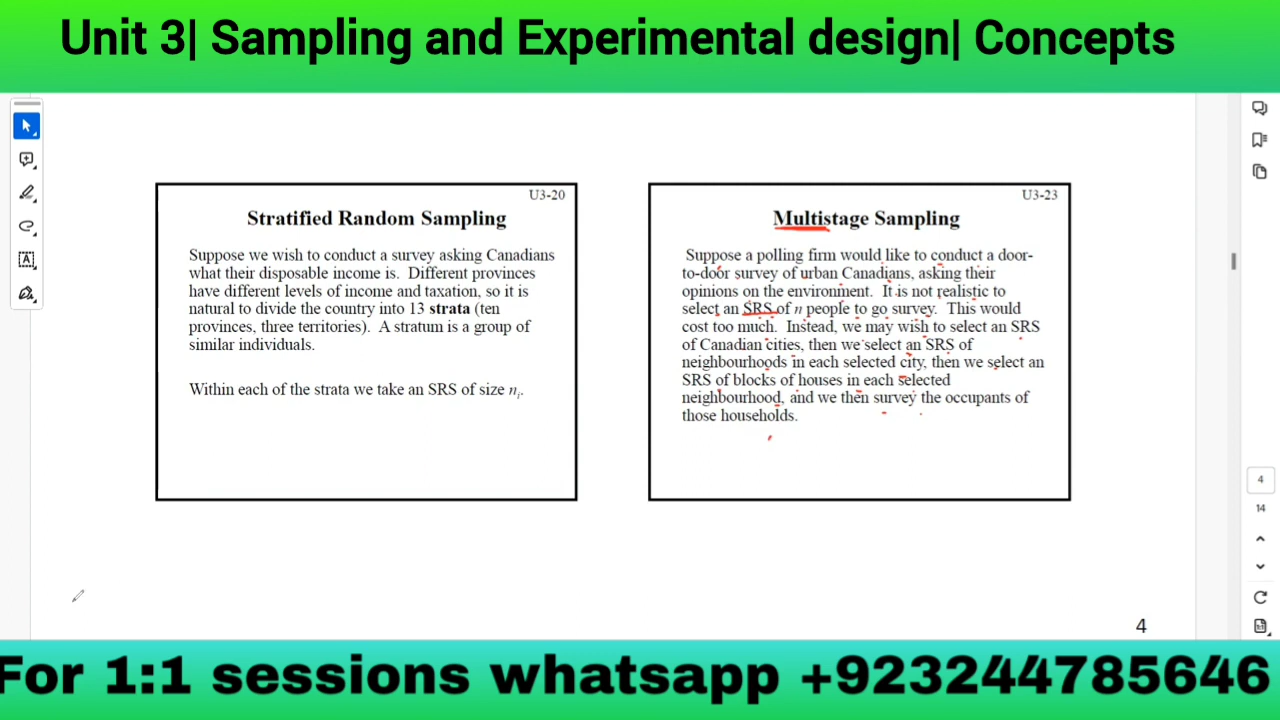 Unit 3| Sampling and Experimental design| Concepts
U3-20
Stratified Random Sampling
Suppose we wish to conduct a survey asking Canadians
what their disposable income is. Different provinces
have different levels of income and taxation, so it is
natural to divide the country into 13 strata (ten
provinces, three territories). A stratum is a group of
similar individuals.
Within each of the strata we take an SRS of size nᵢ.
U3-23
Multistage Sampling
Suppose a polling firm would like to conduct a door-
to-door survey of urban Canadians, asking their
opinions on the environment. It is not realistic to
select an SRS of n people to go survey. This would
cost too much. Instead, we may wish to select an SRS
of Canadian cities, then we select an SRS of
neighbourhoods in each selected city, then we select an
SRS of blocks of houses in each selected
neighbourhood, and we then survey the occupants of
those households.
4
14
4
For 1:1 sessions whatsapp +923244785646